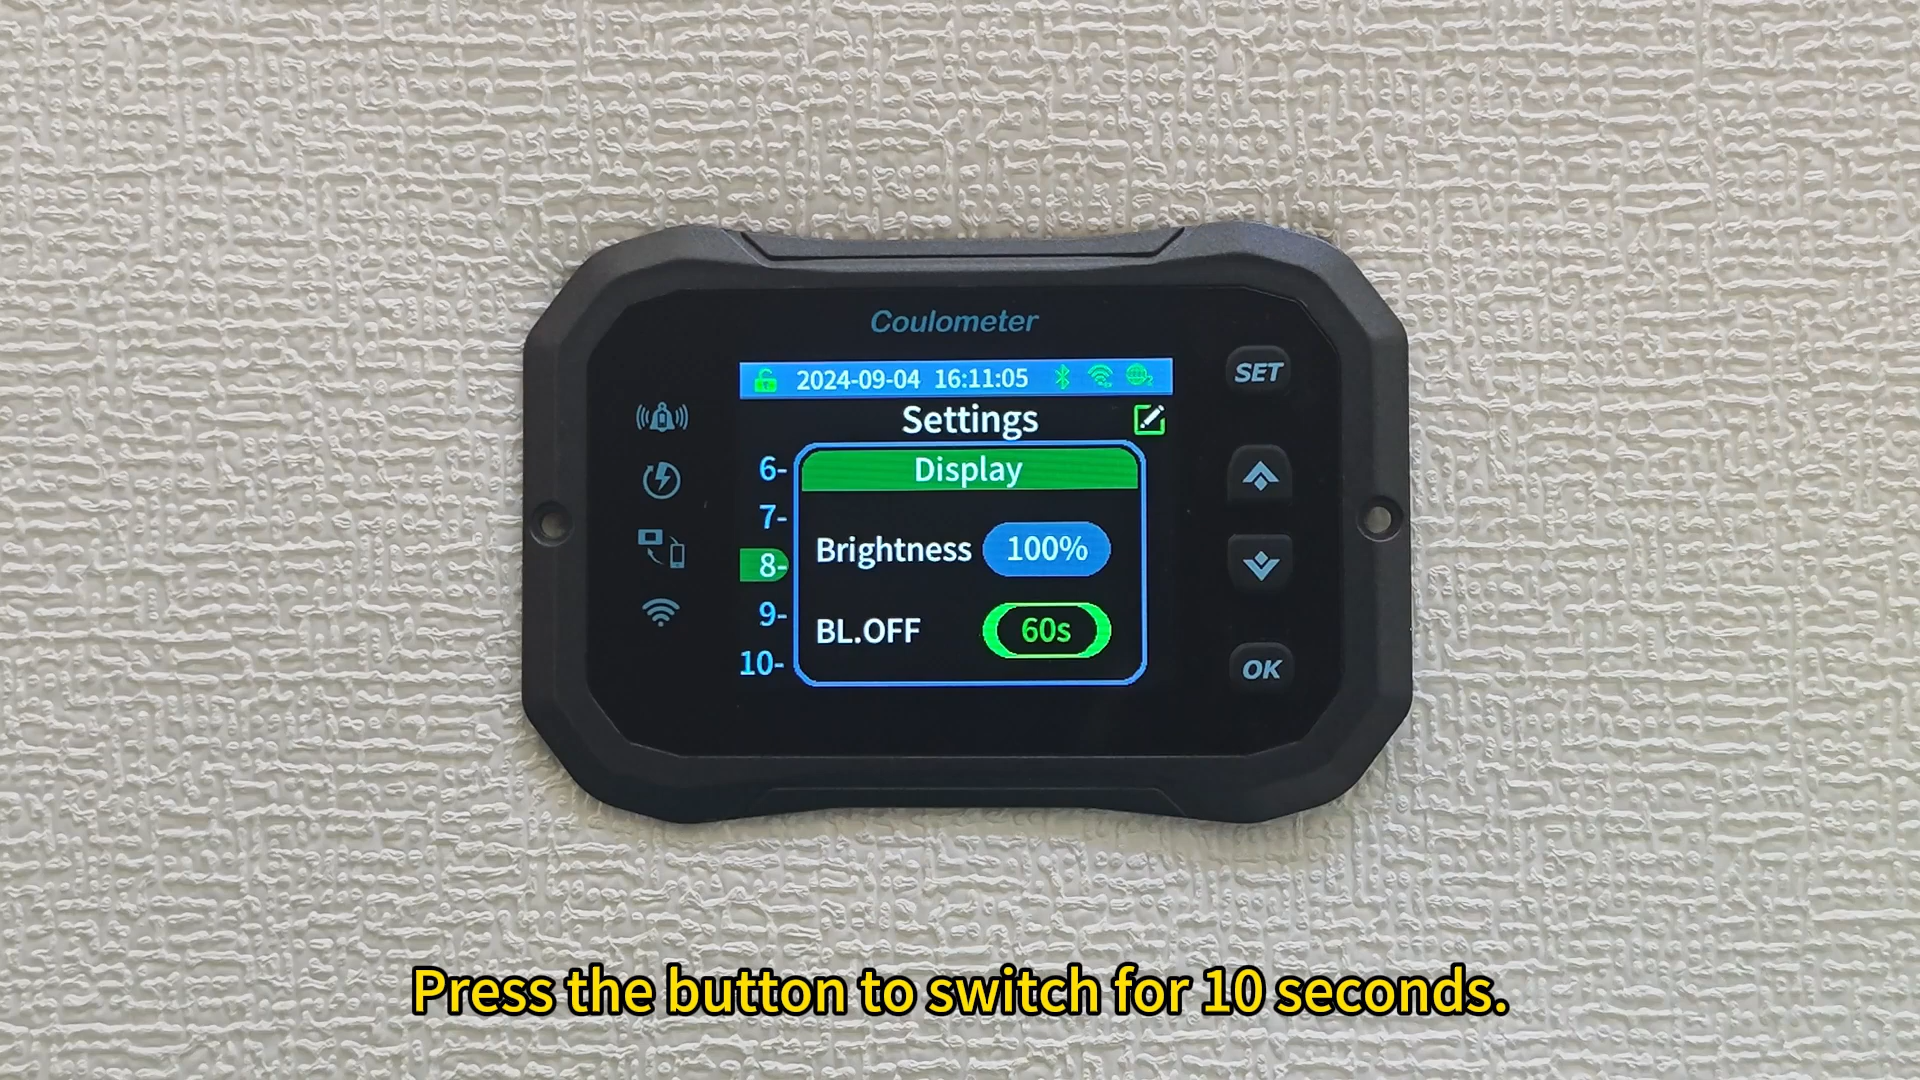 Coulometer
2024-09-04 16:11:05
SET
Settings
6-
Display
7-
Brightness 100%
8-
9-
BL.OFF 60s
10-
OK
Press the button to switch for 10 seconds.